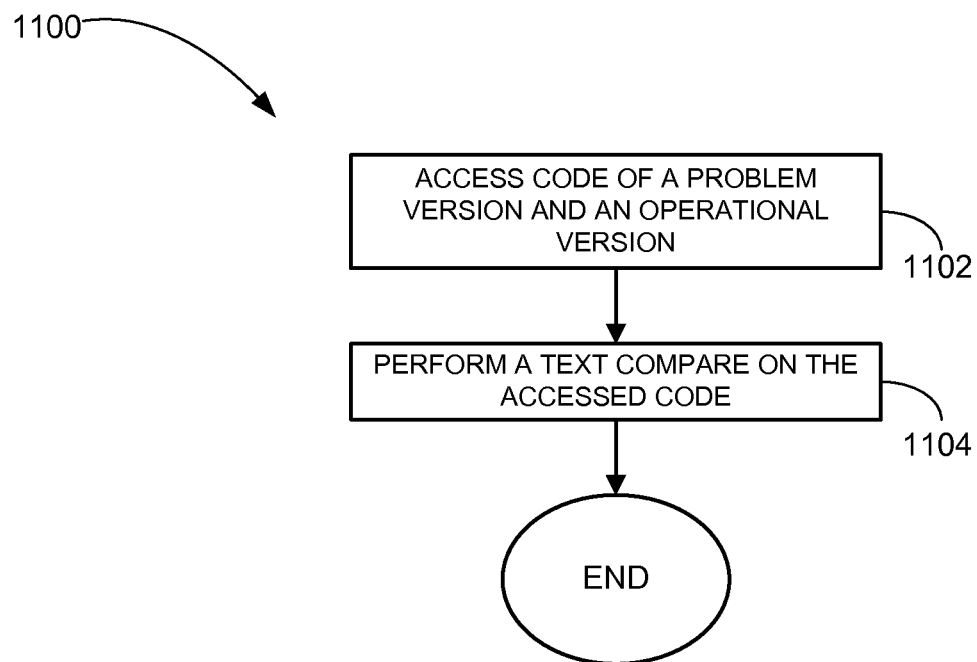 1100
ACCESS CODE OF A PROBLEM
VERSION AND AN OPERATIONAL
VERSION
1102
PERFORM A TEXT COMPARE ON THE
ACCESSED CODE
1104
END